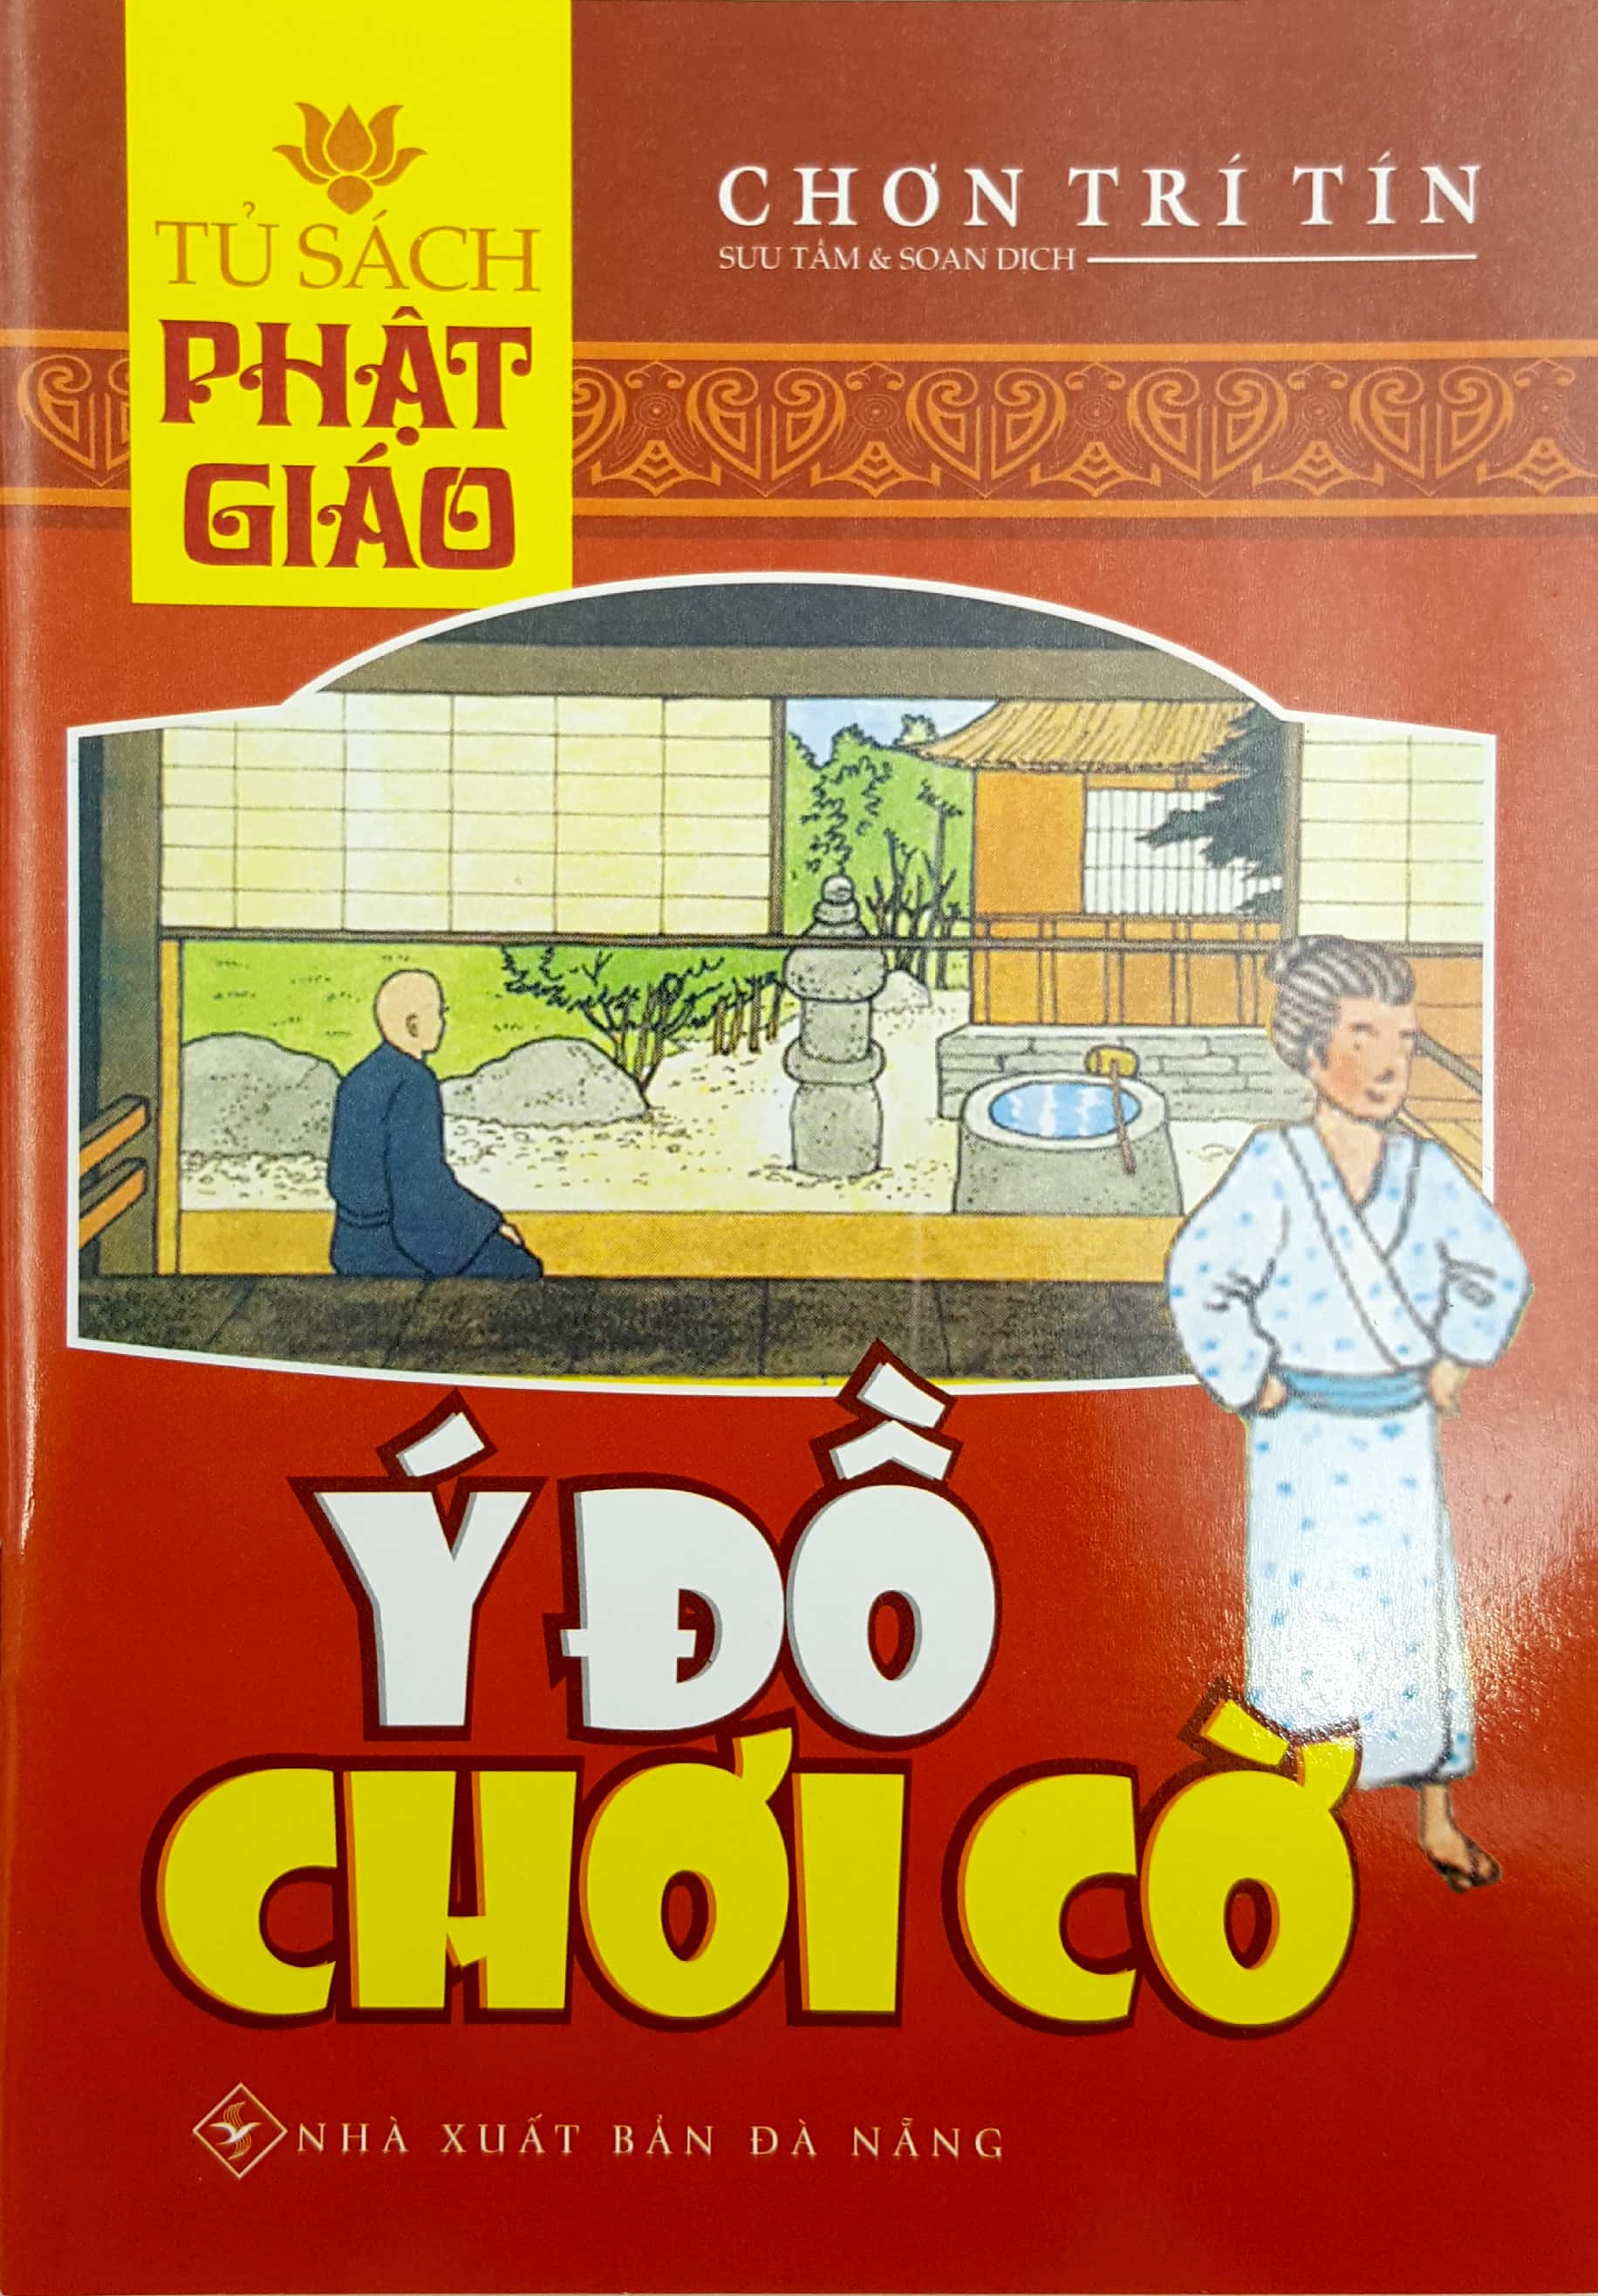 TỦ SÁCH
PHẬT
GIÁO
CHƠN TRÍ TÍN
SƯU TẦM & SOẠN DỊCH
Ý ĐỒ
CHƠI CỜ
NHÀ XUẤT BẢN ĐÀ NẴNG